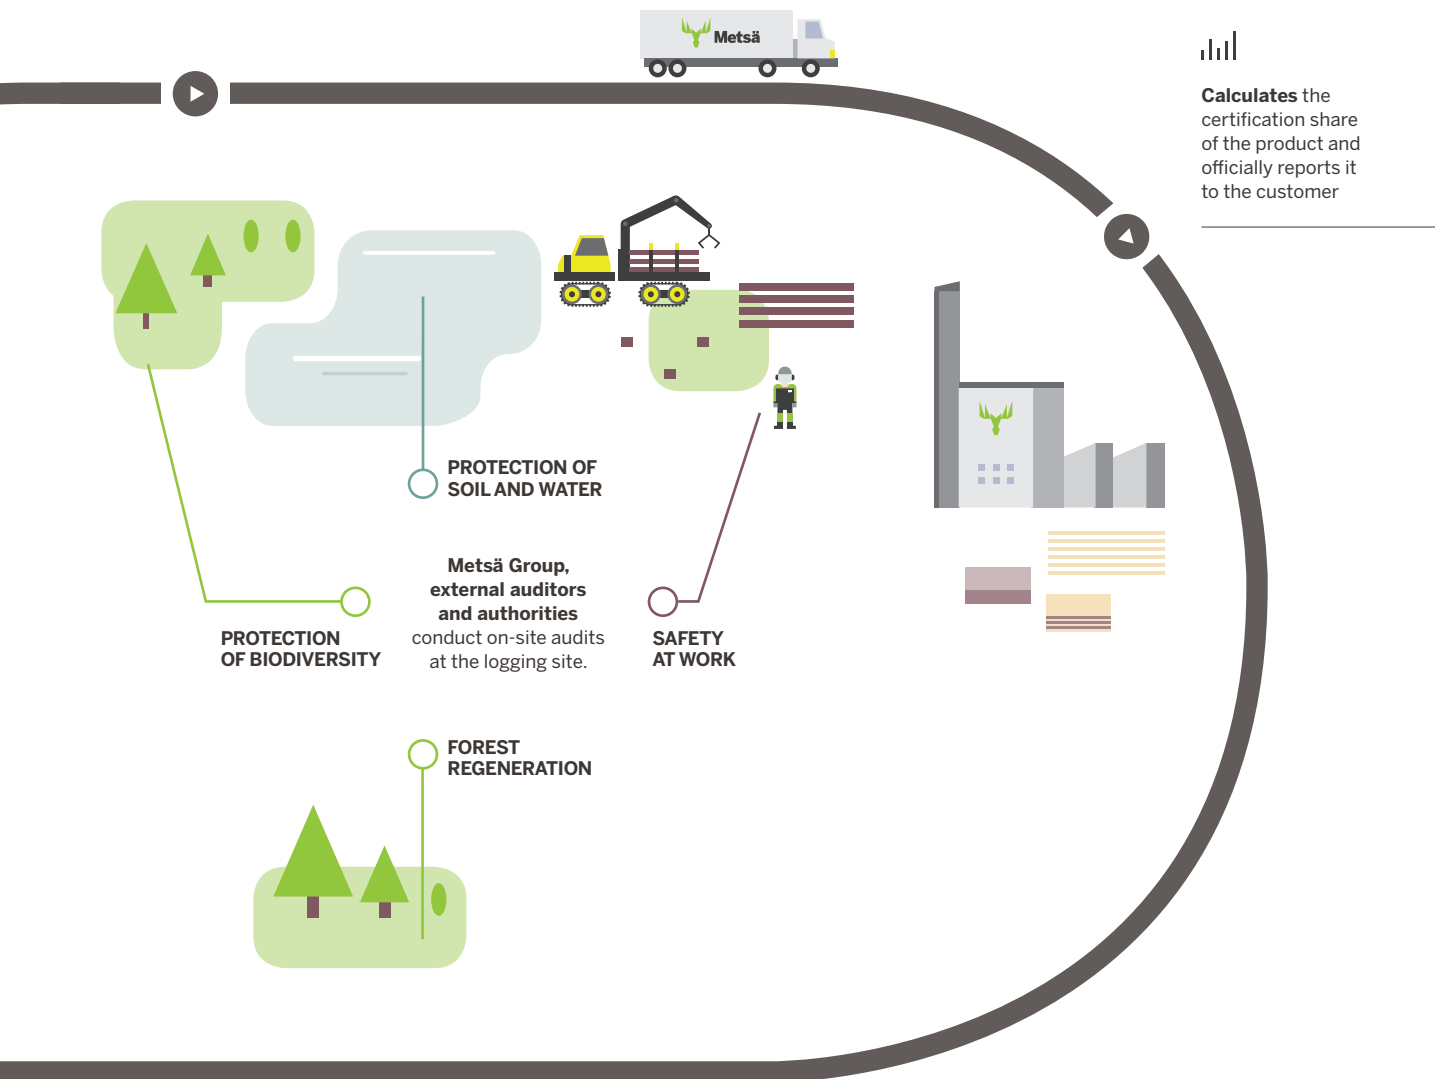 Metsä
Calculates the
certification share
of the product and
officially reports it
to the customer
PROTECTION OF
SOIL AND WATER
Metsä Group,
external auditors
and authorities
conduct on-site audits
at the logging site.
PROTECTION
OF BIODIVERSITY
SAFETY
AT WORK
FOREST
REGENERATION